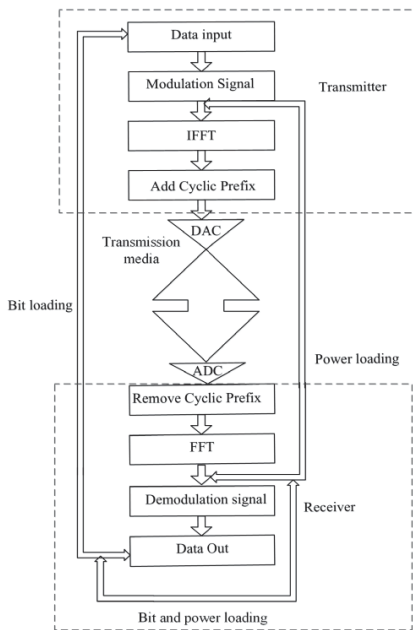 Data input
Modulation Signal
Transmitter
IFFT
Add Cyclic Prefix
DAC
Transmission
media
Bit loading
Power loading
ADC
Remove Cyclic Prefix
FFT
Demodulation signal
Receiver
Data Out
Bit and power loading